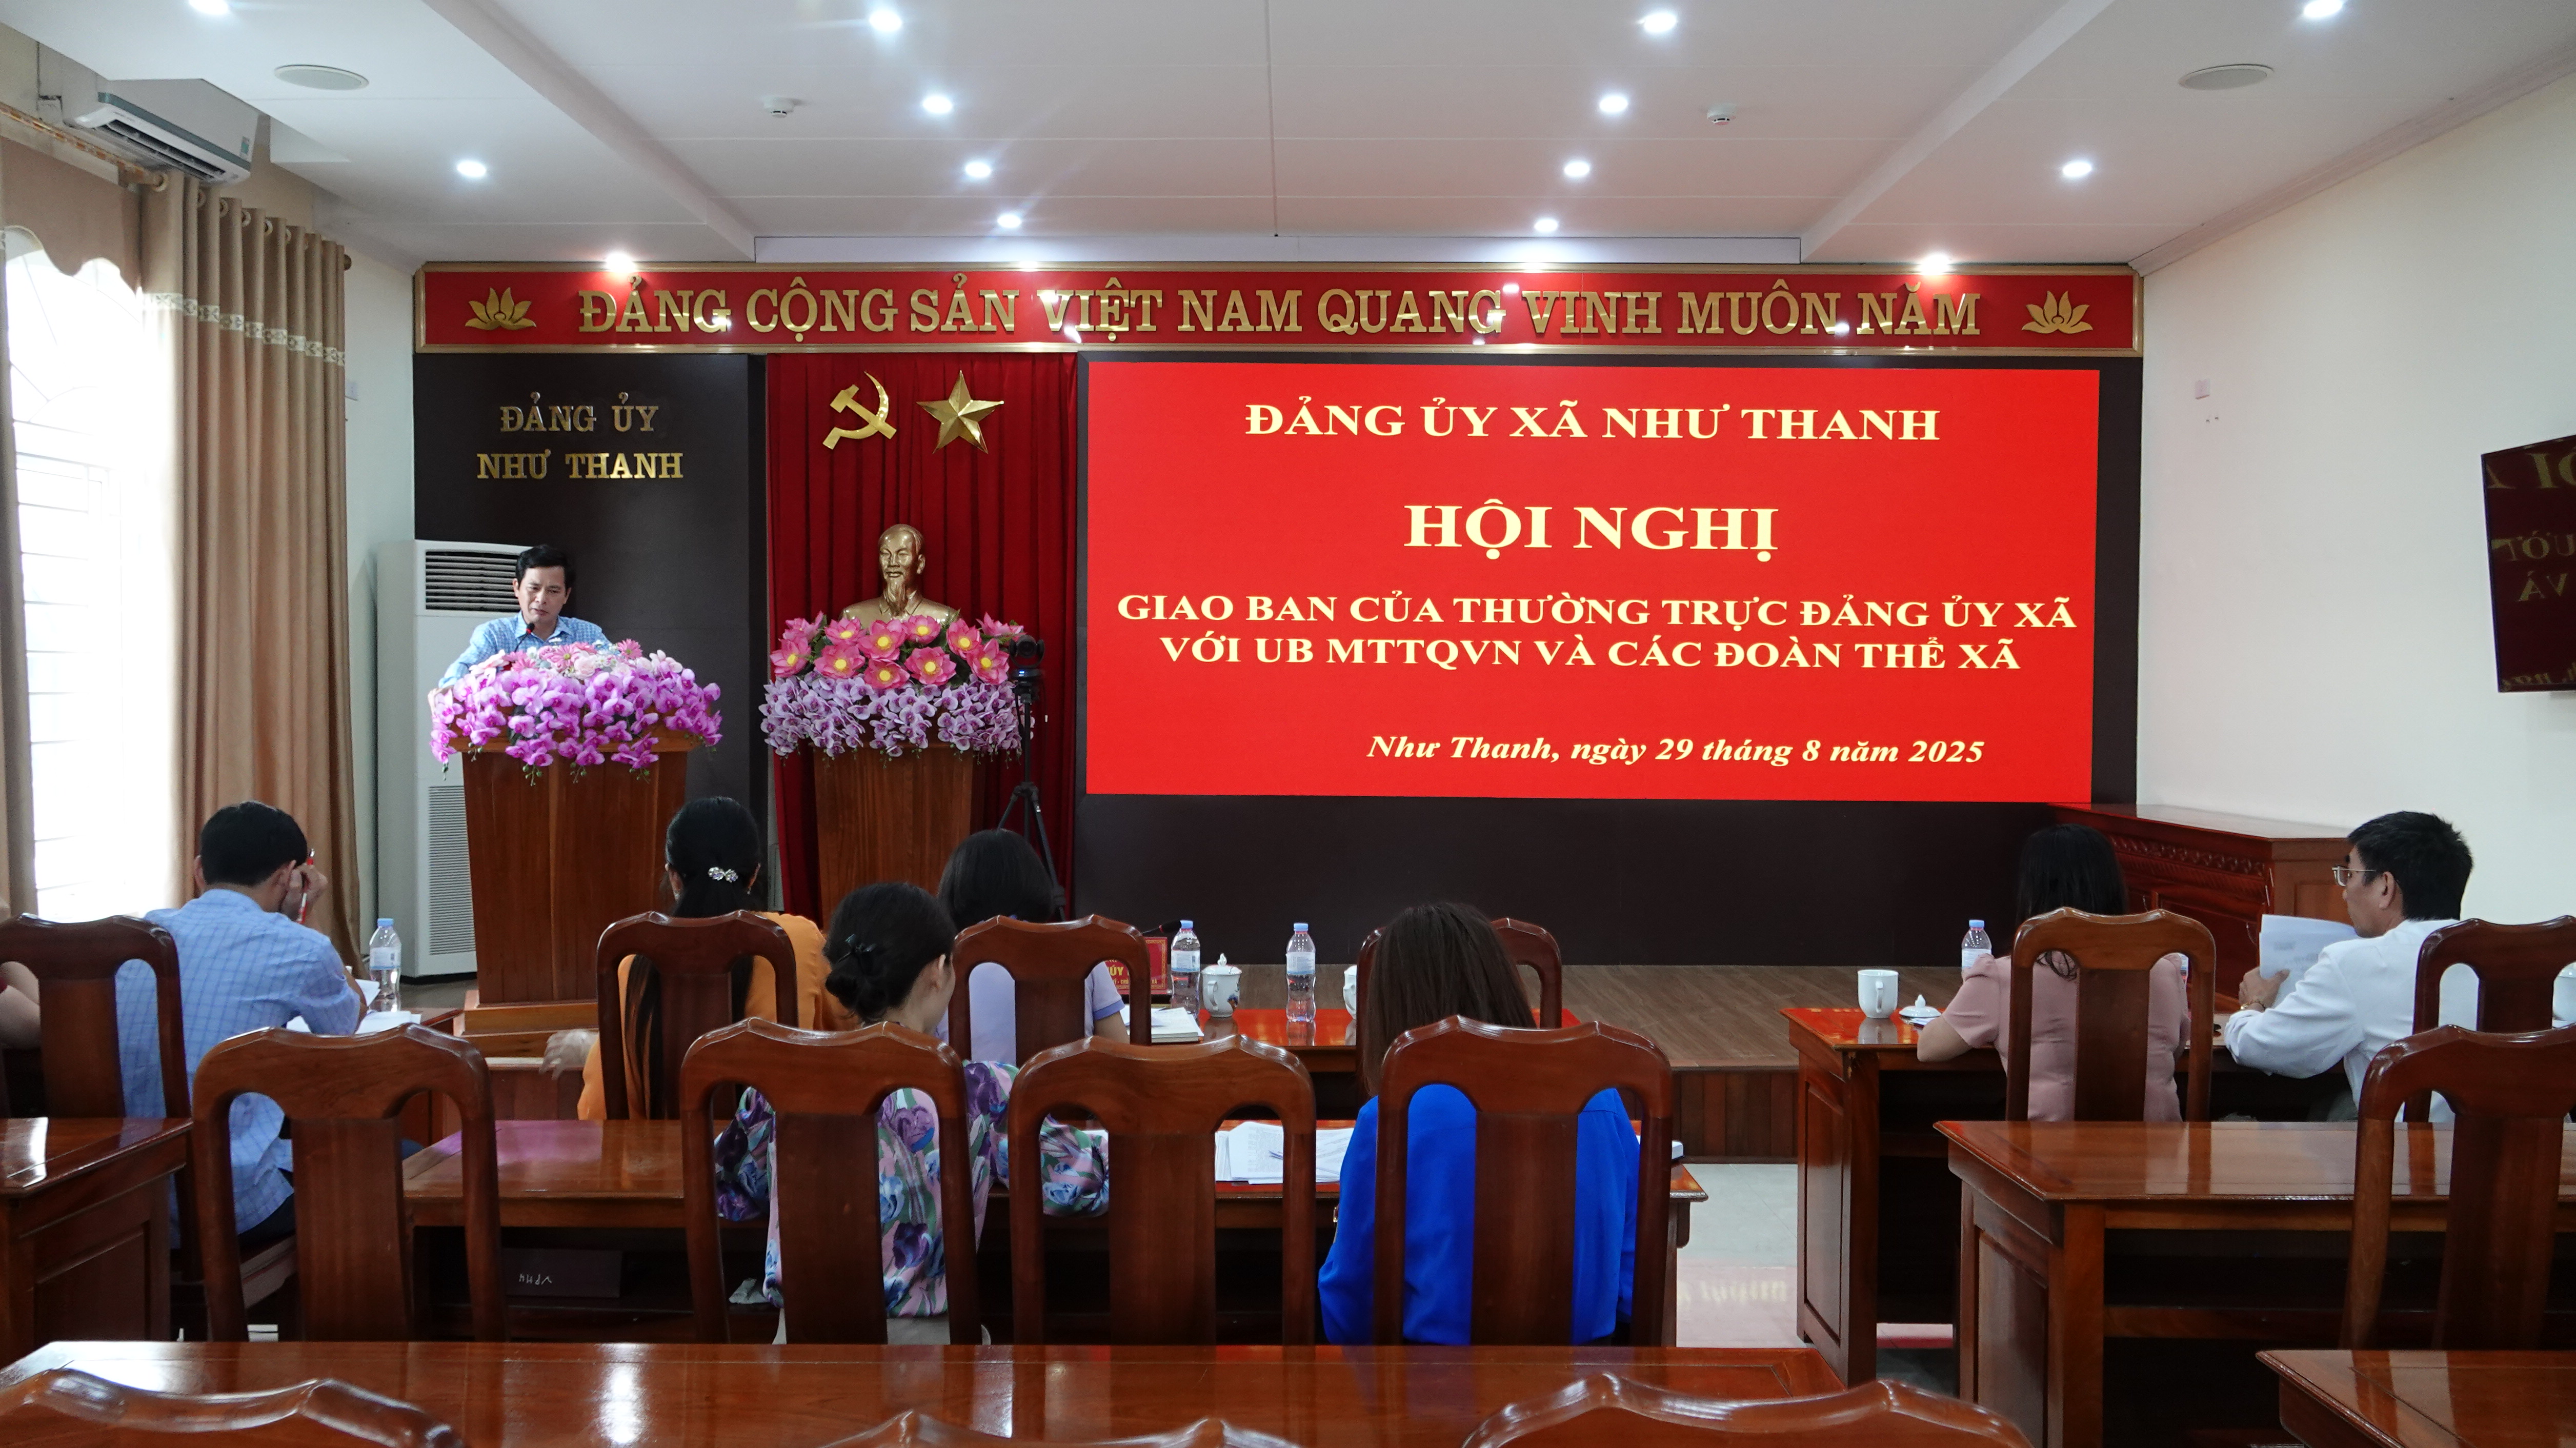 ĐẢNG CỘNG SẢN VIỆT NAM QUANG VINH MUÔN NĂM
ĐẢNG ỦY
NHƯ THANH
ĐẢNG ỦY XÃ NHƯ THANH
HỘI NGHỊ
GIAO BAN CỦA THƯỜNG TRỰC ĐẢNG ỦY XÃ
VỚI UB MTTQVN VÀ CÁC ĐOÀN THỂ XÃ
Như Thanh, ngày 29 tháng 8 năm 2025